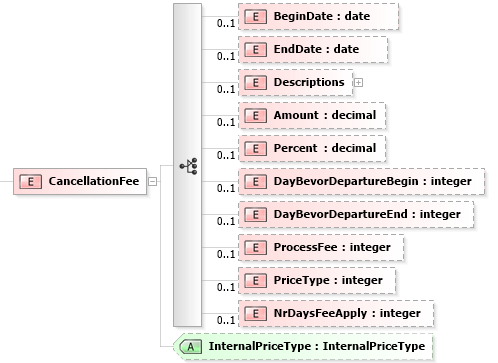 0..1
E BeginDate : date
0..1
E EndDate : date
0..1
E Descriptions
0..1
E Amount : decimal
0..1
E Percent : decimal
E CancellationFee
0..1
E DayBevorDepartureBegin : integer
0..1
E DayBevorDepartureEnd : integer
0..1
E ProcessFee : integer
0..1
E PriceType : integer
0..1
E NrDaysFeeApply : integer
A InternalPriceType : InternalPriceType